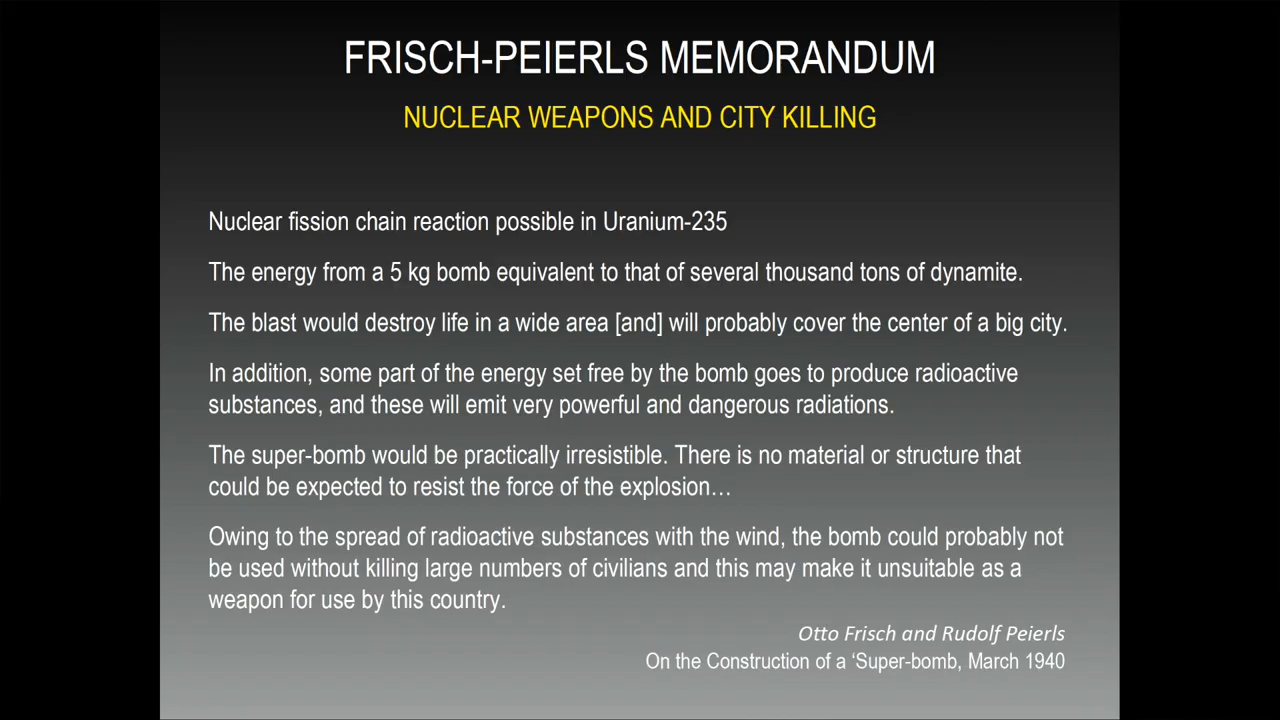 FRISCH-PEIERLS MEMORANDUM
NUCLEAR WEAPONS AND CITY KILLING
Nuclear fission chain reaction possible in Uranium-235
The energy from a 5 kg bomb equivalent to that of several thousand tons of dynamite.
The blast would destroy life in a wide area [and] will probably cover the center of a big city.
In addition, some part of the energy set free by the bomb goes to produce radioactive
substances, and these will emit very powerful and dangerous radiations.
The super-bomb would be practically irresistible. There is no material or structure that
could be expected to resist the force of the explosion…
Owing to the spread of radioactive substances with the wind, the bomb could probably not
be used without killing large numbers of civilians and this may make it unsuitable as a
weapon for use by this country.
Otto Frisch and Rudolf Peierls
On the Construction of a ‘Super-bomb, March 1940